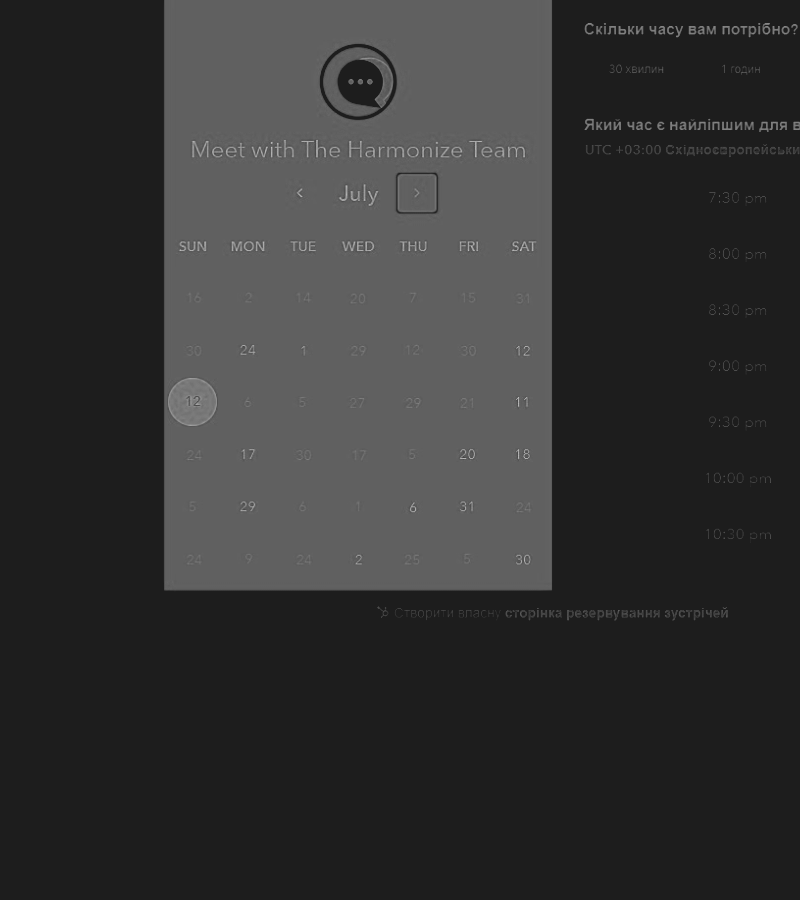 Meet with The Harmonize Team
July
SUN MON TUE WED THU FRI SAT
16 2 14 20 7 15 31
30 24 1 29 12 30 12
12 6 5 27 29 21 11
24 17 30 17 5 20 18
5 29 6 1 6 31 24
24 9 24 2 25 5 30
Скільки часу вам потрібно?
30 хвилин 1 годин
Який час є найліпшим для в
UTC +03:00 Східноєвропейськи
7:30 pm
8:00 pm
8:30 pm
9:00 pm
9:30 pm
10:00 pm
10:30 pm
Створити власну сторінка резервування зустрічей